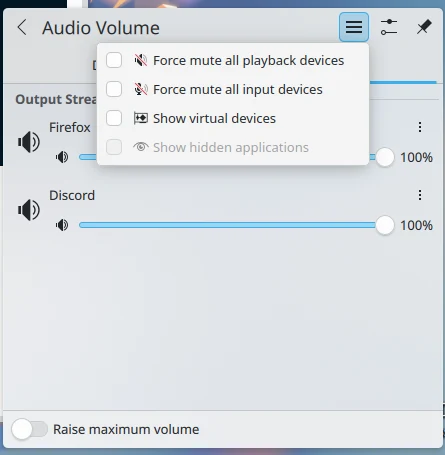 Audio Volume
Force mute all playback devices
D
Force mute all input devices
Output Strea
Show virtual devices
Firefox
Show hidden applications
100%
Discord
100%
Raise maximum volume